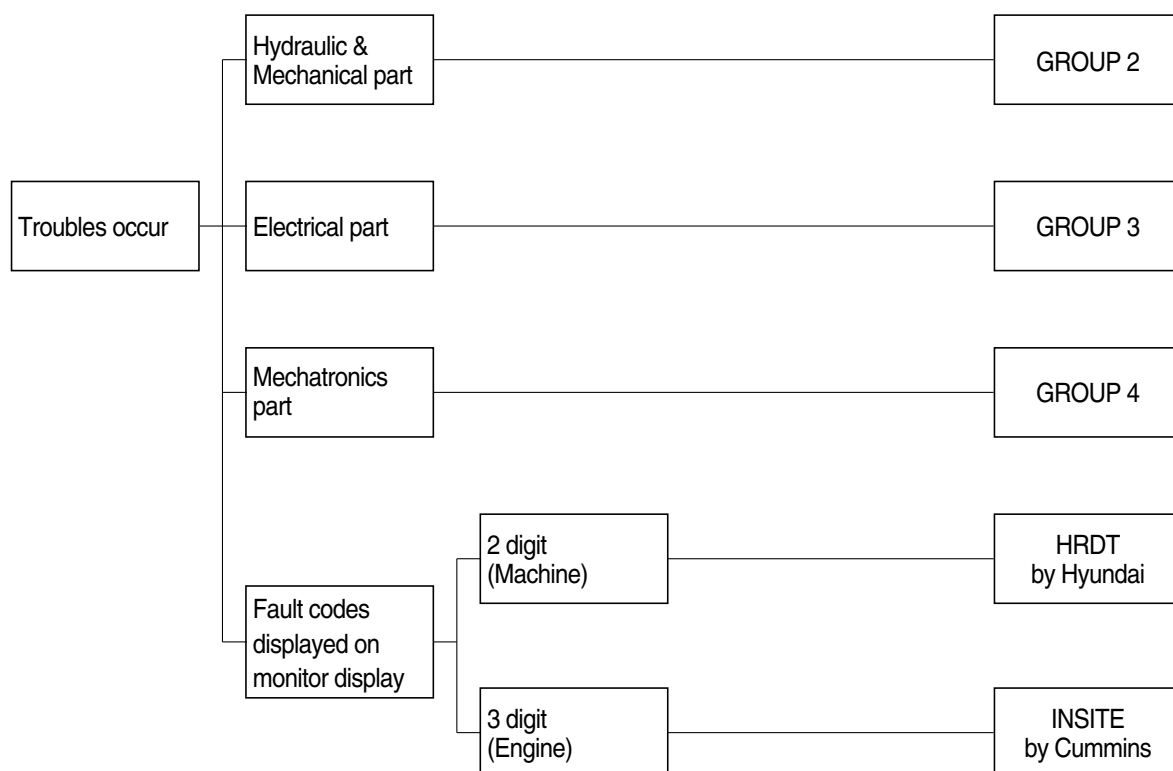 Hydraulic &
Mechanical part
GROUP 2
Troubles occur
Electrical part
GROUP 3
Mechatronics
part
GROUP 4
2 digit
(Machine)
HRDT
by Hyundai
Fault codes
displayed on
monitor display
3 digit
(Engine)
INSITE
by Cummins